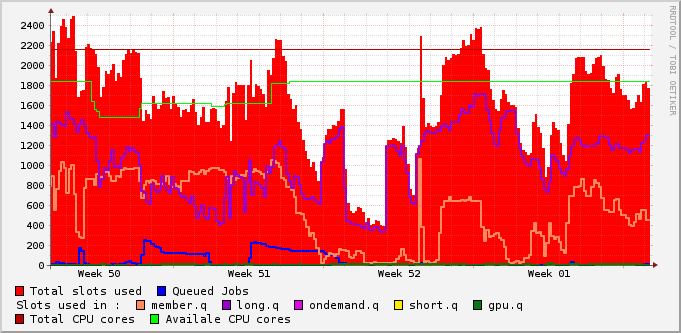 RRDTOOL / TOBI OETIKER
2400
2200
2000
1800
1600
1400
1200
1000
800
600
400
200
0
Week 50 Week 51 Week 52 Week 01
Total slots used Queued Jobs
Slots used in : member.q long.q ondemand.q short.q gpu.q
Total CPU cores Availale CPU cores